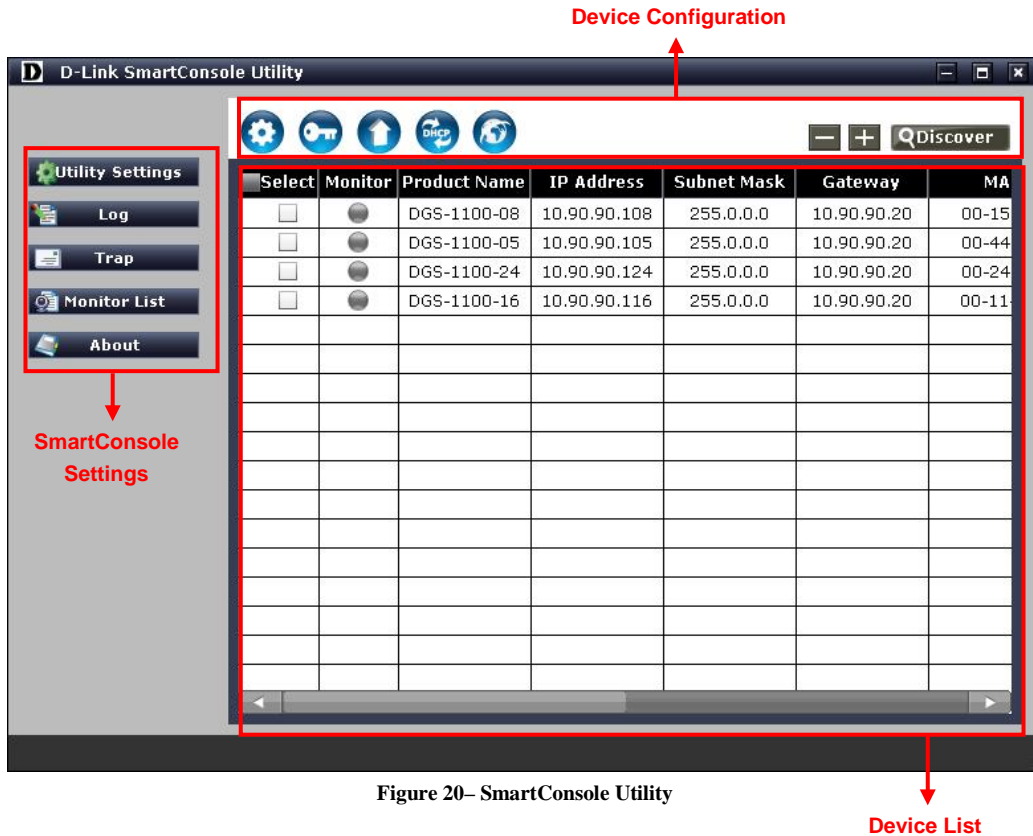 Device Configuration
D D-Link SmartConsole Utility
DHCP
Discover
Utility Settings
Log
Trap
Monitor List
About
SmartConsole
Settings
Select Monitor Product Name IP Address Subnet Mask Gateway MA
DGS-1100-08 10.90.90.108 255.0.0.0 10.90.90.20 00-15
DGS-1100-05 10.90.90.105 255.0.0.0 10.90.90.20 00-44
DGS-1100-24 10.90.90.124 255.0.0.0 10.90.90.20 00-24
DGS-1100-16 10.90.90.116 255.0.0.0 10.90.90.20 00-11-
Figure 20– SmartConsole Utility
Device List